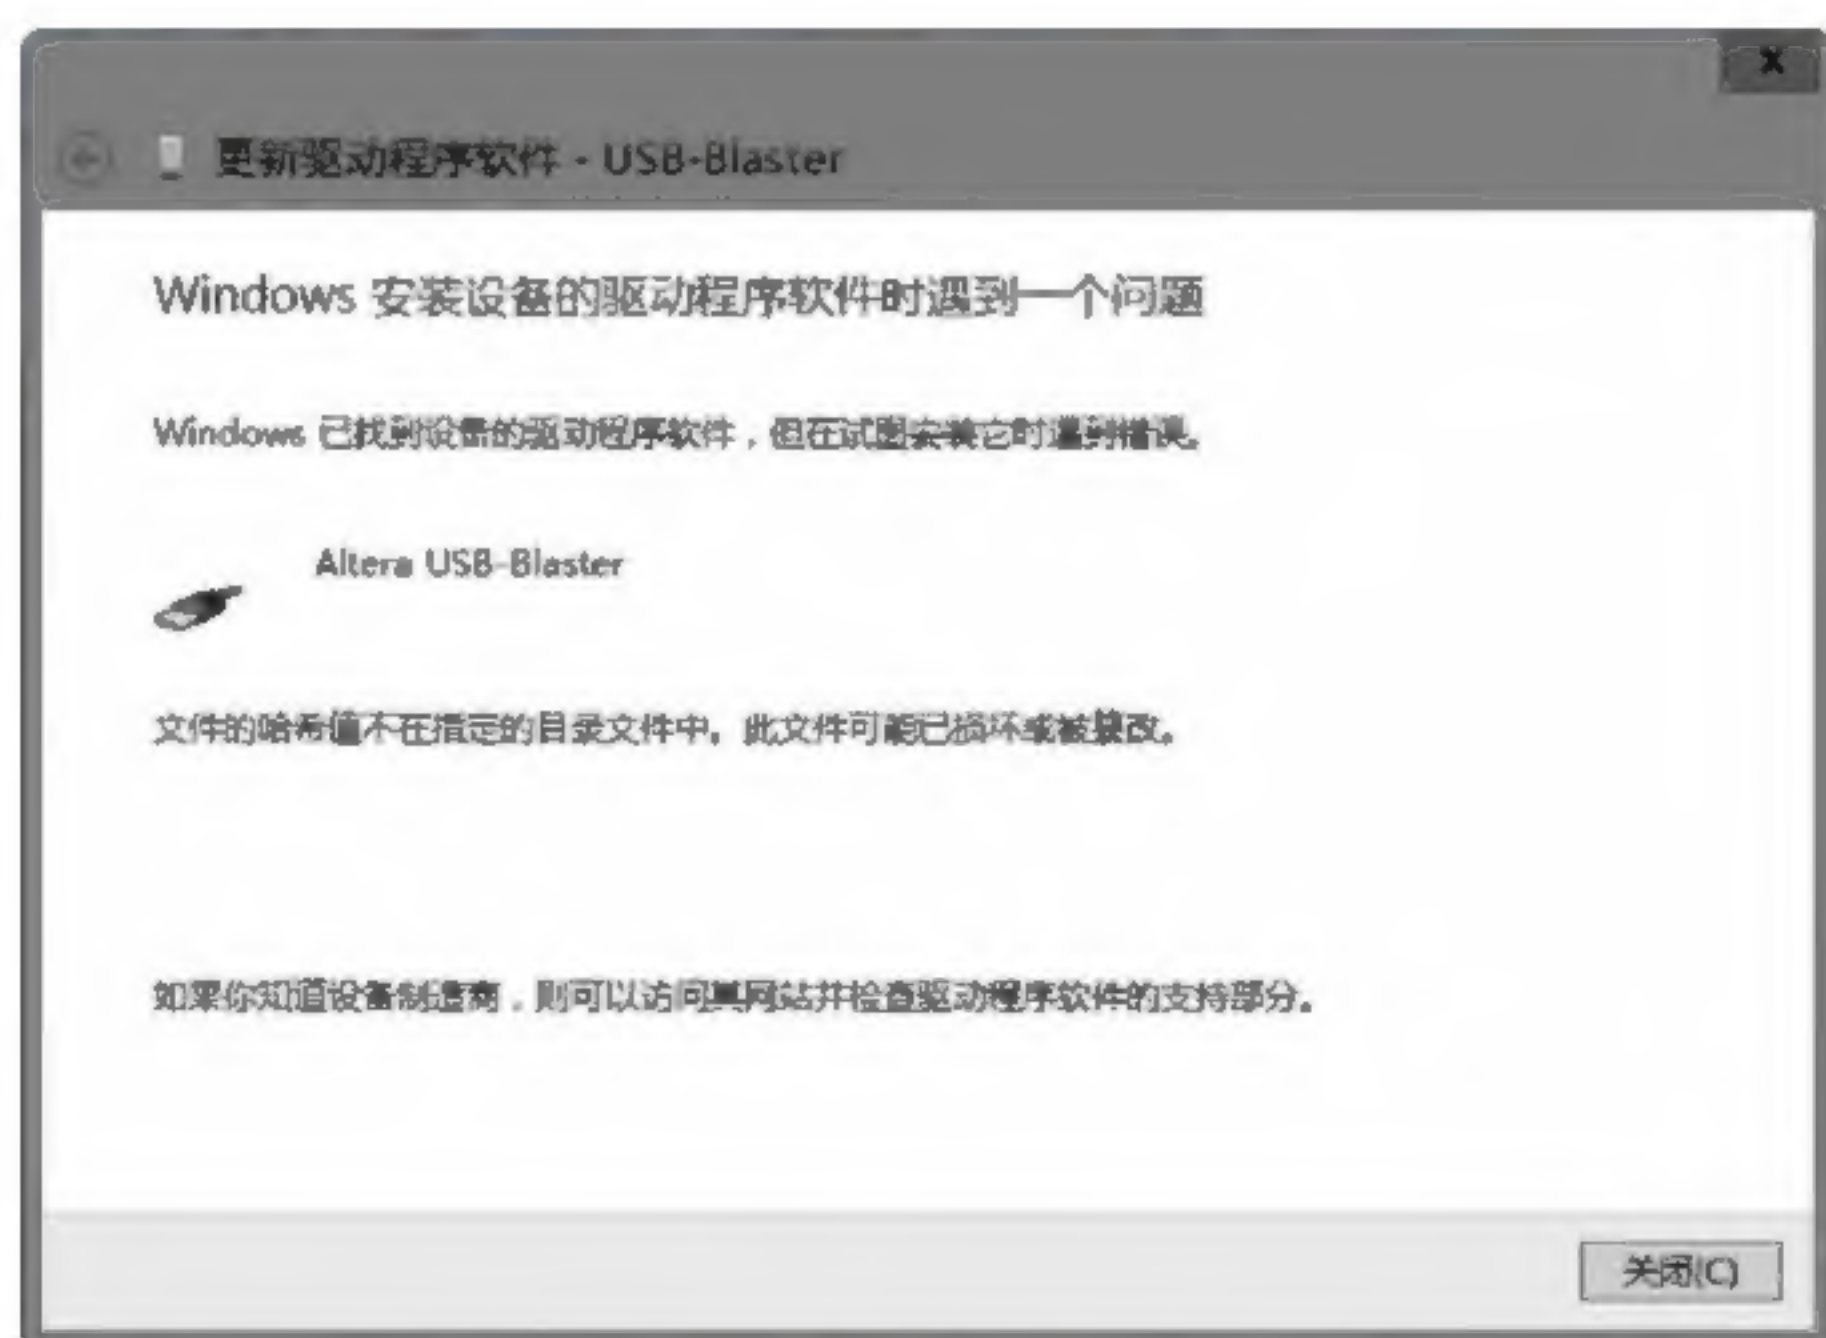 更新驱动程序软件 - USB-Blaster
Windows 安装设备的驱动程序软件时遇到一个问题
Windows 已找到设备的驱动程序软件，但在试图安装它时遇到错误。
Altera USB-Blaster
文件的哈希值不在指定的目录文件中。此文件可能已损坏或被篡改。
如果你知道设备制造商，则可以访问其网站并检查驱动程序软件的支持部分。
关闭(C)